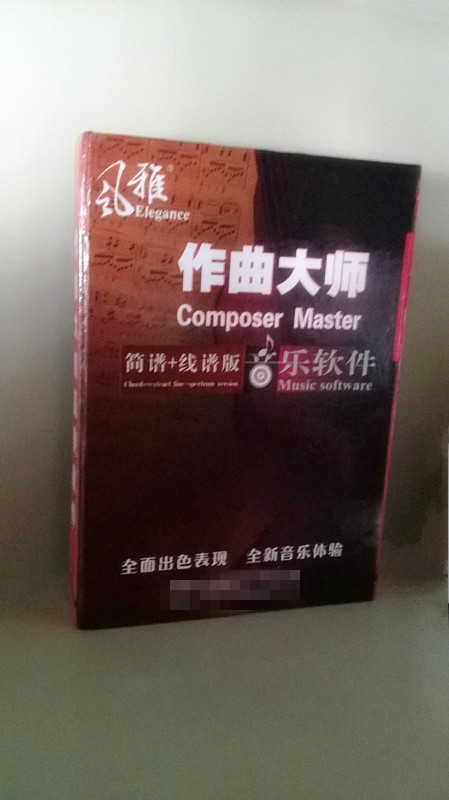 风雅®
Elegance
作曲大师
Composer Master
简谱+线谱版
音乐软件
Music software
全面出色表现 全新音乐体验